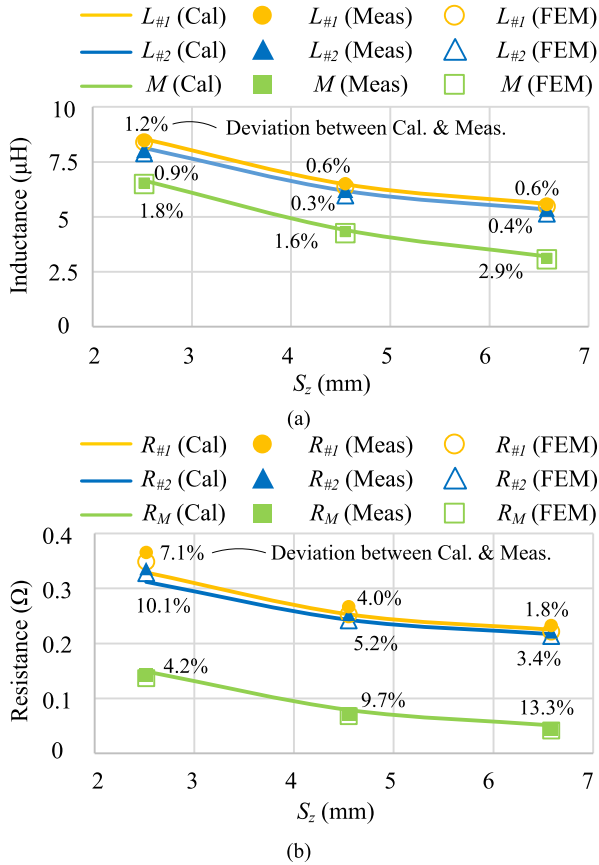 L#1 (Cal) L#1 (Meas) L#1 (FEM)
L#2 (Cal) L#2 (Meas) L#2 (FEM)
M (Cal) M (Meas) M (FEM)
10
1.2% Deviation between Cal. & Meas.
7.5
0.9% 0.6%
0.6%
1.8% 0.3%
5
0.4%
1.6%
2.9%
2.5
0
Inductance (μH)
2 3 4 5 6 7
Sz (mm)
(a)
R#1 (Cal) R#1 (Meas) R#1 (FEM)
R#2 (Cal) R#2 (Meas) R#2 (FEM)
RM (Cal) RM (Meas) RM (FEM)
0.4
7.1% Deviation between Cal. & Meas.
0.3
10.1% 4.0% 1.8%
5.2%
0.2
3.4%
4.2%
9.7% 13.3%
0.1
0
Resistance (Ω)
2 3 4 5 6 7
Sz (mm)
(b)